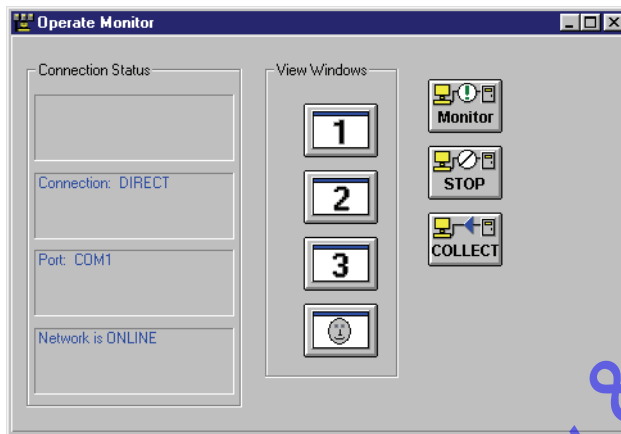 Operate Monitor
Connection Status
Connection: DIRECT
Port: COM1
Network is ONLINE
View Windows
1
2
3
Monitor
STOP
COLLECT